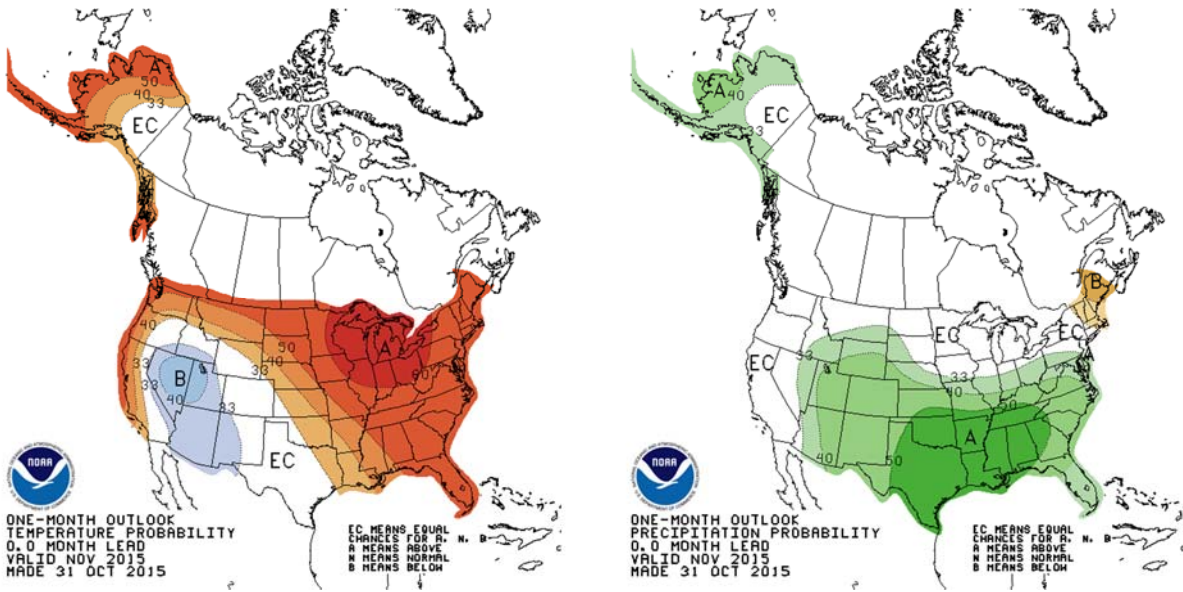 A
50
40
33
EC
40
33
33
B
40
33
50
40
33
A
60
EC
NOAA
ONE-MONTH OUTLOOK
TEMPERATURE PROBABILITY
0.0 MONTH LEAD
VALID NOV 2015
MADE 31 OCT 2015
EC MEANS EQUAL
CHANCES FOR A, N, B
A MEANS ABOVE
N MEANS NORMAL
B MEANS BELOW
A
40
EC
33
B
EC
EC
EC
33
A
33
40
50
A
40
50
NOAA
ONE-MONTH OUTLOOK
PRECIPITATION PROBABILITY
0.0 MONTH LEAD
VALID NOV 2015
MADE 31 OCT 2015
EC MEANS EQUAL
CHANCES FOR A, N, B
A MEANS ABOVE
N MEANS NORMAL
B MEANS BELOW